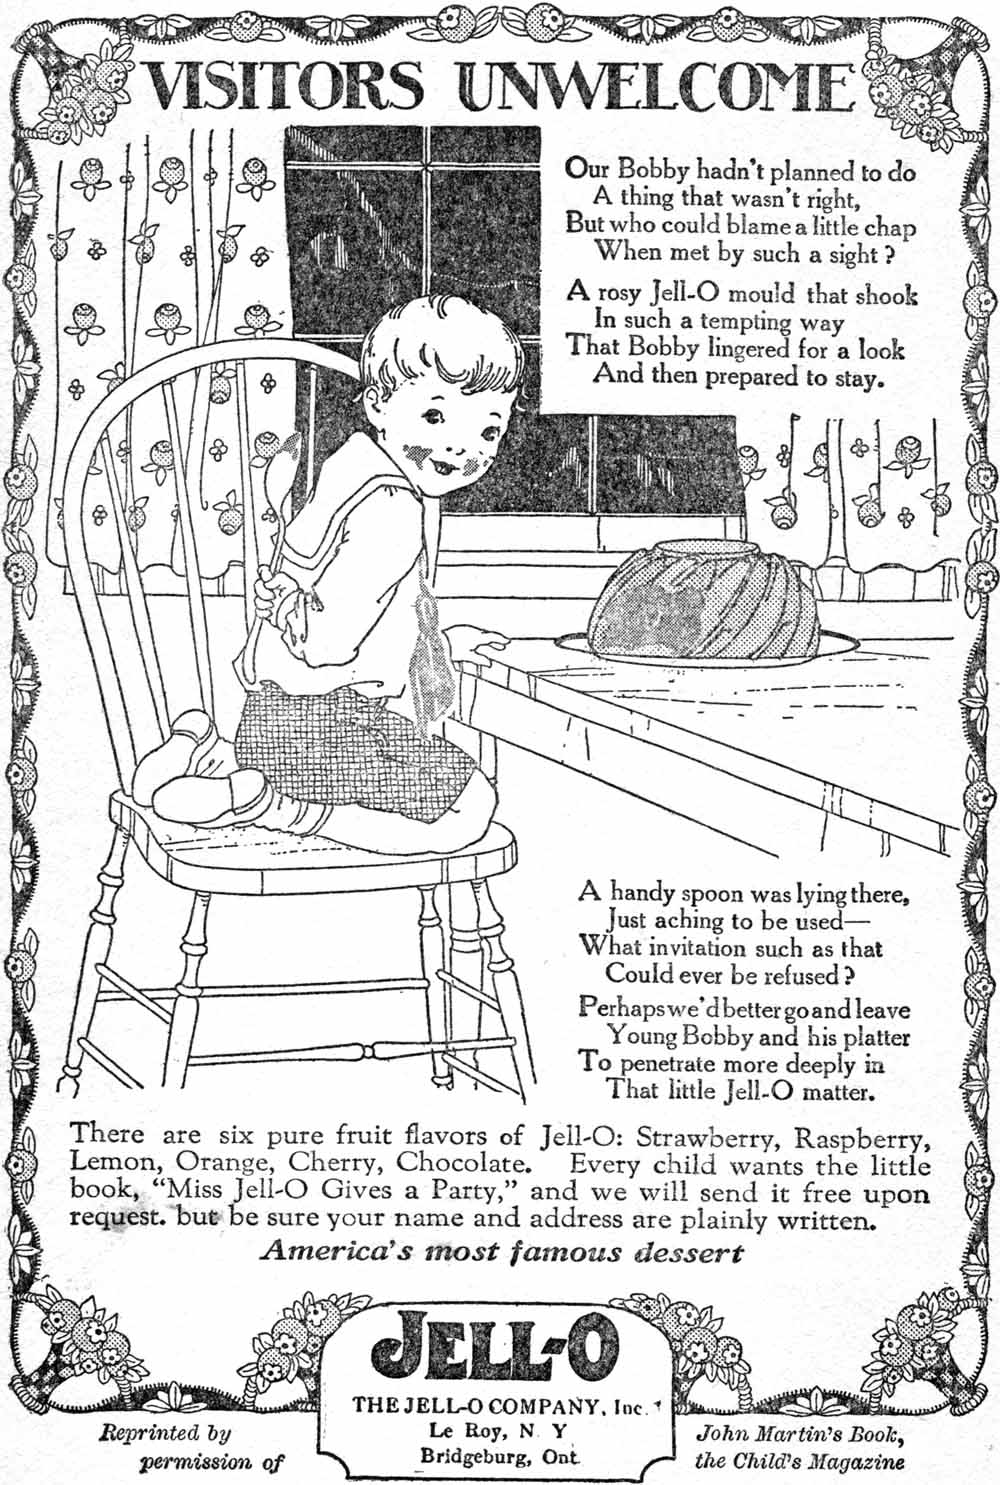 VISITORS UNWELCOME
Our Bobby hadn't planned to do
A thing that wasn't right,
But who could blame a little chap
When met by such a sight?
A rosy Jell-O mould that shook
In such a tempting way
That Bobby lingered for a look
And then prepared to stay.
A handy spoon was lying there,
Just aching to be used—
What invitation such as that
Could ever be refused?
Perhaps we'd better go and leave
Young Bobby and his platter
To penetrate more deeply in
That little Jell-O matter.
There are six pure fruit flavors of Jell-O: Strawberry, Raspberry,
Lemon, Orange, Cherry, Chocolate. Every child wants the little
book, "Miss Jell-O Gives a Party," and we will send it free upon
request. but be sure your name and address are plainly written.
America's most famous dessert
JELL-O
THE JELL-O COMPANY, Inc.
Le Roy, N. Y
Bridgeburg, Ont.
Reprinted by
permission of
John Martin's Book,
the Child's Magazine